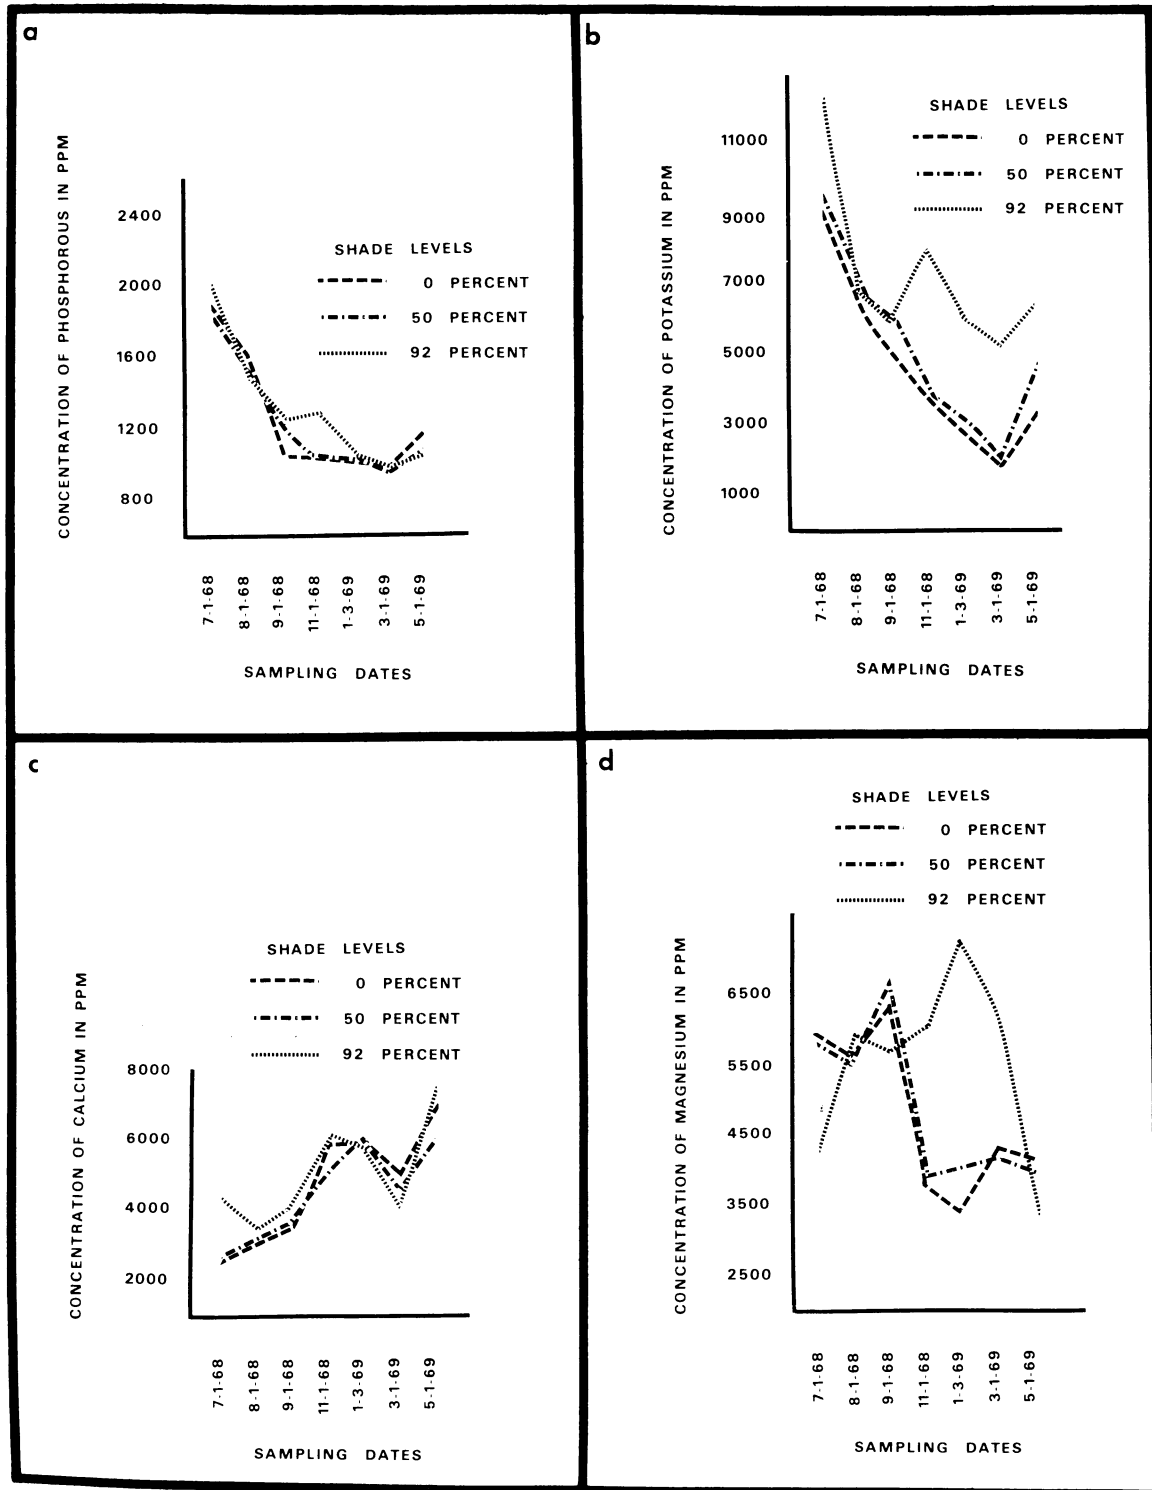 a
CONCENTRATION OF PHOSPHOROUS IN PPM
2400
2000
1600
1200
800
SHADE LEVELS
0 PERCENT
50 PERCENT
92 PERCENT
7-1-68
8-1-68
9-1-68
11-1-68
1-3-69
3-1-69
5-1-69
SAMPLING DATES
b
CONCENTRATION OF POTASSIUM IN PPM
11000
9000
7000
5000
3000
1000
SHADE LEVELS
0 PERCENT
50 PERCENT
92 PERCENT
7-1-68
8-1-68
9-1-68
11-1-68
1-3-69
3-1-69
5-1-69
SAMPLING DATES
c
CONCENTRATION OF CALCIUM IN PPM
SHADE LEVELS
0 PERCENT
50 PERCENT
92 PERCENT
8000
6000
4000
2000
7-1-68
8-1-68
9-1-68
11-1-68
1-3-69
3-1-69
5-1-69
SAMPLING DATES
d
SHADE LEVELS
0 PERCENT
50 PERCENT
92 PERCENT
CONCENTRATION OF MAGNESIUM IN PPM
6500
5500
4500
3500
2500
7-1-68
8-1-68
9-1-68
11-1-68
1-3-69
3-1-69
5-1-69
SAMPLING DATES